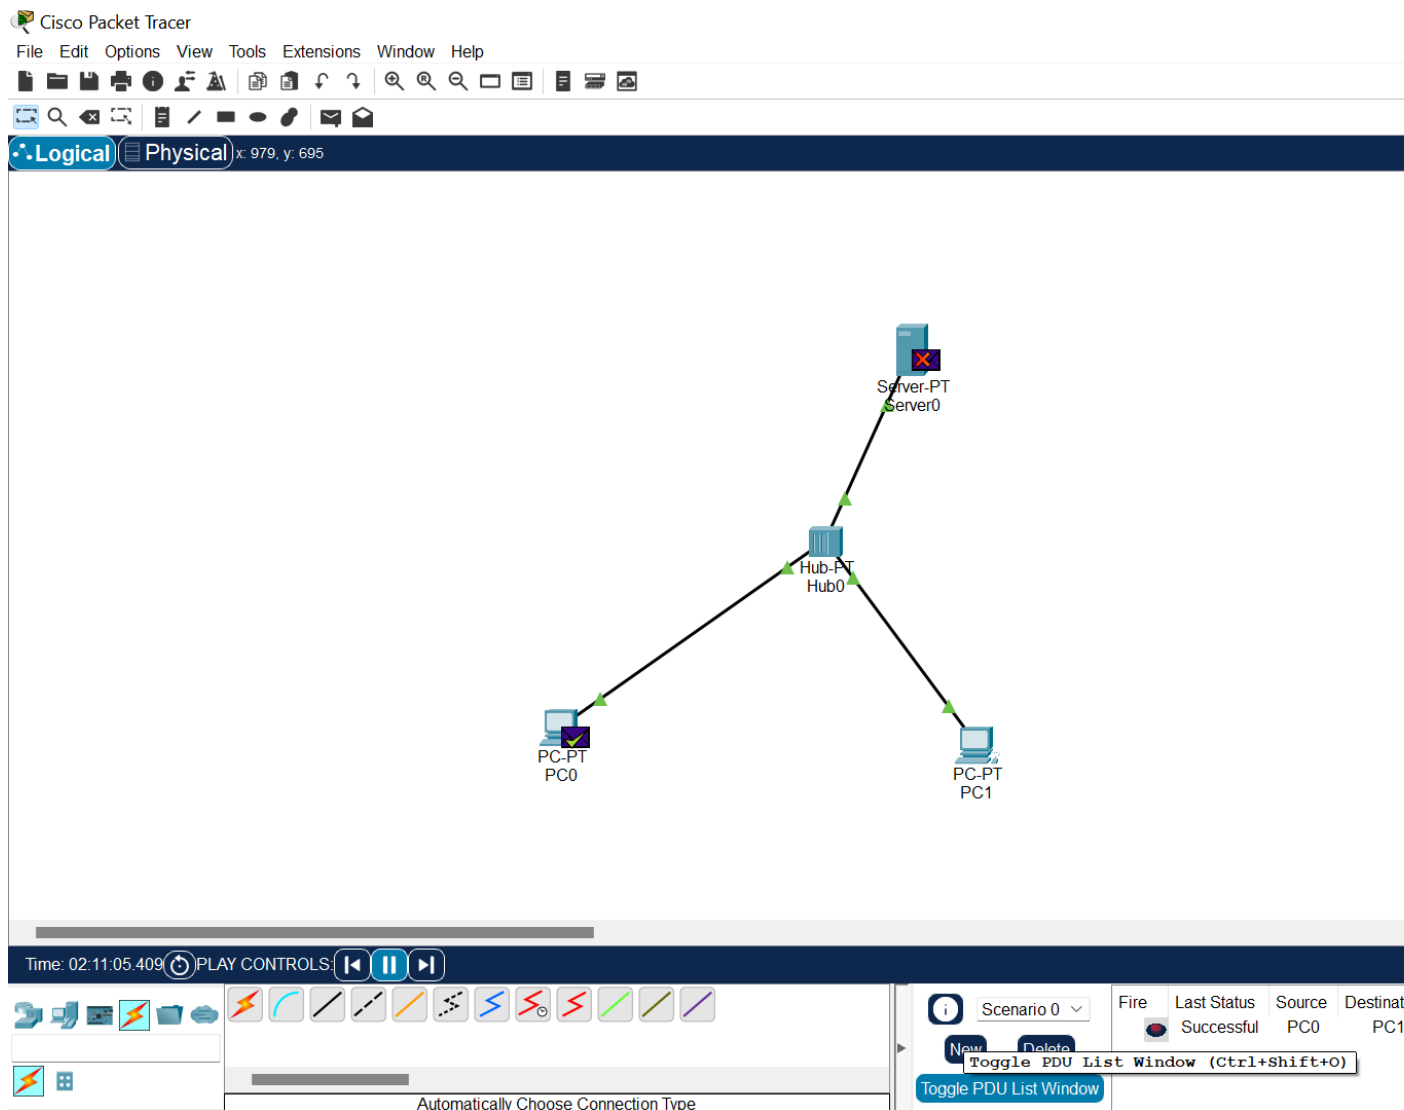 Cisco Packet Tracer
File Edit Options View Tools Extensions Window Help
Logical Physical x: 979, y: 695
Server-PT
Server0
Hub-PT
Hub0
PC-PT
PC0
PC-PT
PC1
Time: 02:11:05.409 PLAY CONTROLS:
Scenario 0
Fire Last Status Source Destinat
Successful PC0 PC1
New Delete
Toggle PDU List Window (Ctrl+Shift+O)
Toggle PDU List Window
Automatically Choose Connection Type